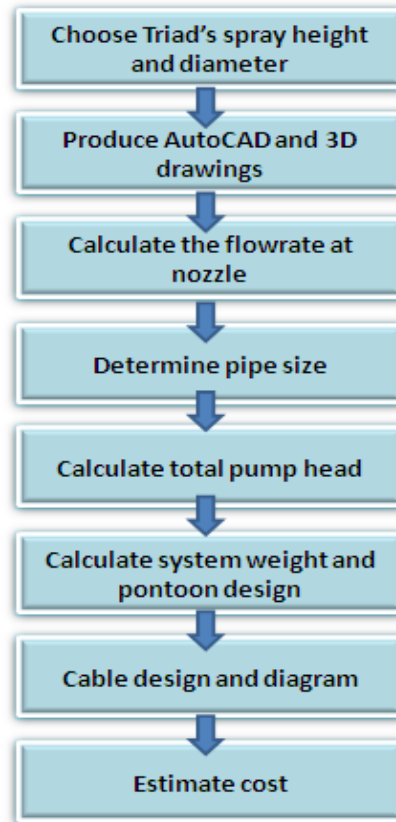 Choose Triad's spray height
and diameter
Produce AutoCAD and 3D
drawings
Calculate the flowrate at
nozzle
Determine pipe size
Calculate total pump head
Calculate system weight and
pontoon design
Cable design and diagram
Estimate cost